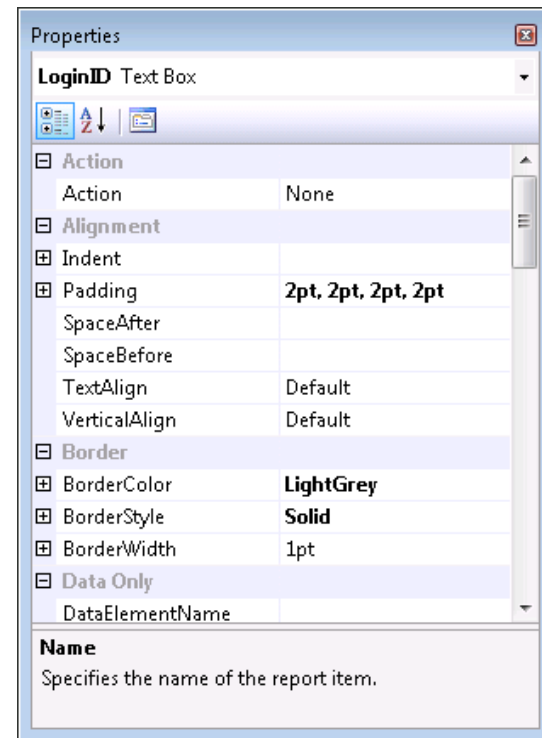 Properties
LoginID Text Box
Action
Action None
Alignment
Indent
Padding 2pt, 2pt, 2pt, 2pt
SpaceAfter
SpaceBefore
TextAlign Default
VerticalAlign Default
Border
BorderColor LightGrey
BorderStyle Solid
BorderWidth 1pt
Data Only
DataElementName
Name
Specifies the name of the report item.